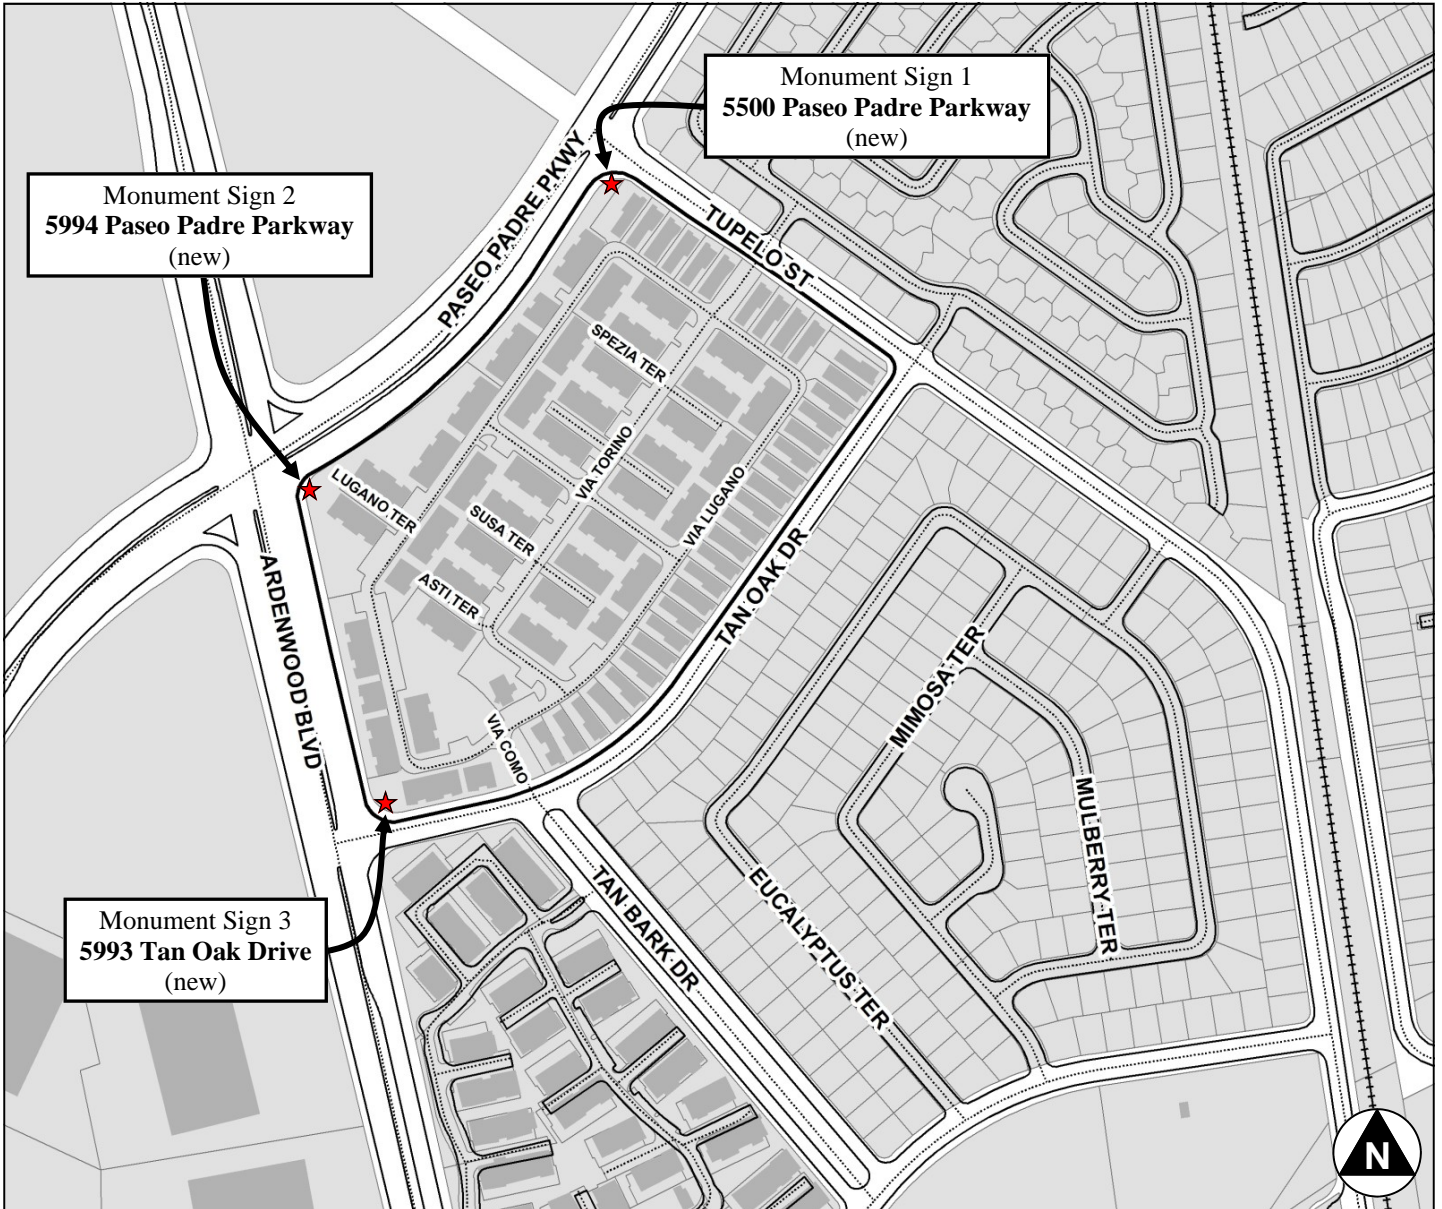 Monument Sign 1
5500 Paseo Padre Parkway
(new)
Monument Sign 2
5994 Paseo Padre Parkway
(new)
PASEO PADRE PKWY
TUPELO ST
SPEZIA TER
VIA TORINO
LUGANO TER
SUSA TER
VIA LUGANO
ASTI TER
TAN OAK DR
ARDENWOOD BLVD
VIA COMO
MIMOSA TER
MULBERRY TER
EUCALYPTUS TER
TAN BARK DR
Monument Sign 3
5993 Tan Oak Drive
(new)
N